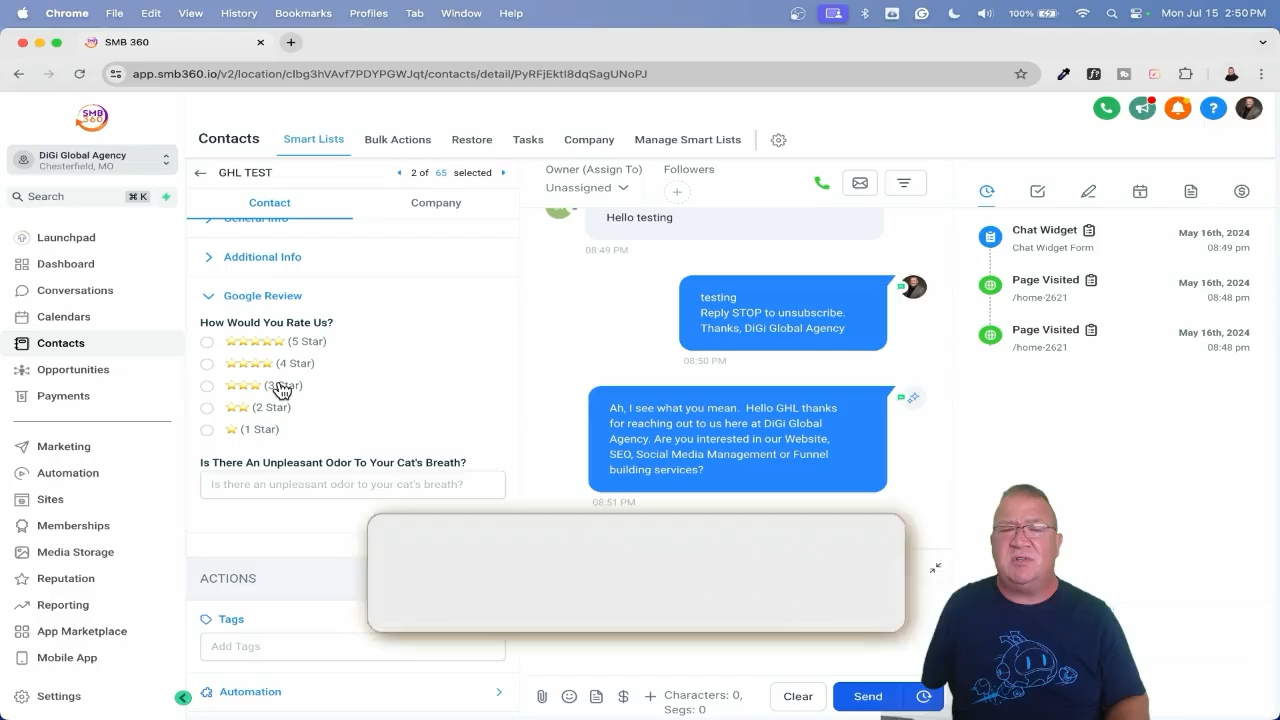 Chrome File Edit View History Bookmarks Profiles Tab Window Help 100% Mon Jul 15 2:50 PM
SMB 360
app.smb360.io/v2/location/clbg3hVAvf7PDYPGWJqt/contacts/detail/PyRFjEktl8dqSagUNoPJ
SMB
360
DiGi Global Agency
Chesterfield, MO
Search ⌘ K
Launchpad
Dashboard
Conversations
Calendars
Contacts
Opportunities
Payments
Marketing
Automation
Sites
Memberships
Media Storage
Reputation
Reporting
App Marketplace
Mobile App
Settings
Contacts Smart Lists Bulk Actions Restore Tasks Company Manage Smart Lists
GHL TEST 2 of 65 selected
Contact Company
General Info
Additional Info
Google Review
How Would You Rate Us?
⭐⭐⭐⭐⭐ (5 Star)
⭐⭐⭐⭐ (4 Star)
⭐⭐⭐ (3 Star)
⭐⭐ (2 Star)
⭐ (1 Star)
Is There An Unpleasant Odor To Your Cat's Breath?
Is there an unpleasant odor to your cat's breath?
ACTIONS
Tags
Add Tags
Automation
Owner (Assign To) Followers
Unassigned
Hello testing
08:49 PM
testing
Reply STOP to unsubscribe.
Thanks, DiGi Global Agency
08:50 PM
Ah, I see what you mean. Hello GHL thanks
for reaching out to us here at DiGi Global
Agency. Are you interested in our Website,
SEO, Social Media Management or Funnel
building services?
08:51 PM
Characters: 0,
Segs: 0
Clear Send
Chat Widget May 16th, 2024
Chat Widget Form 08:49 pm
Page Visited May 16th, 2024
/home-2621 08:48 pm
Page Visited May 16th, 2024
/home-2621 08:48 pm